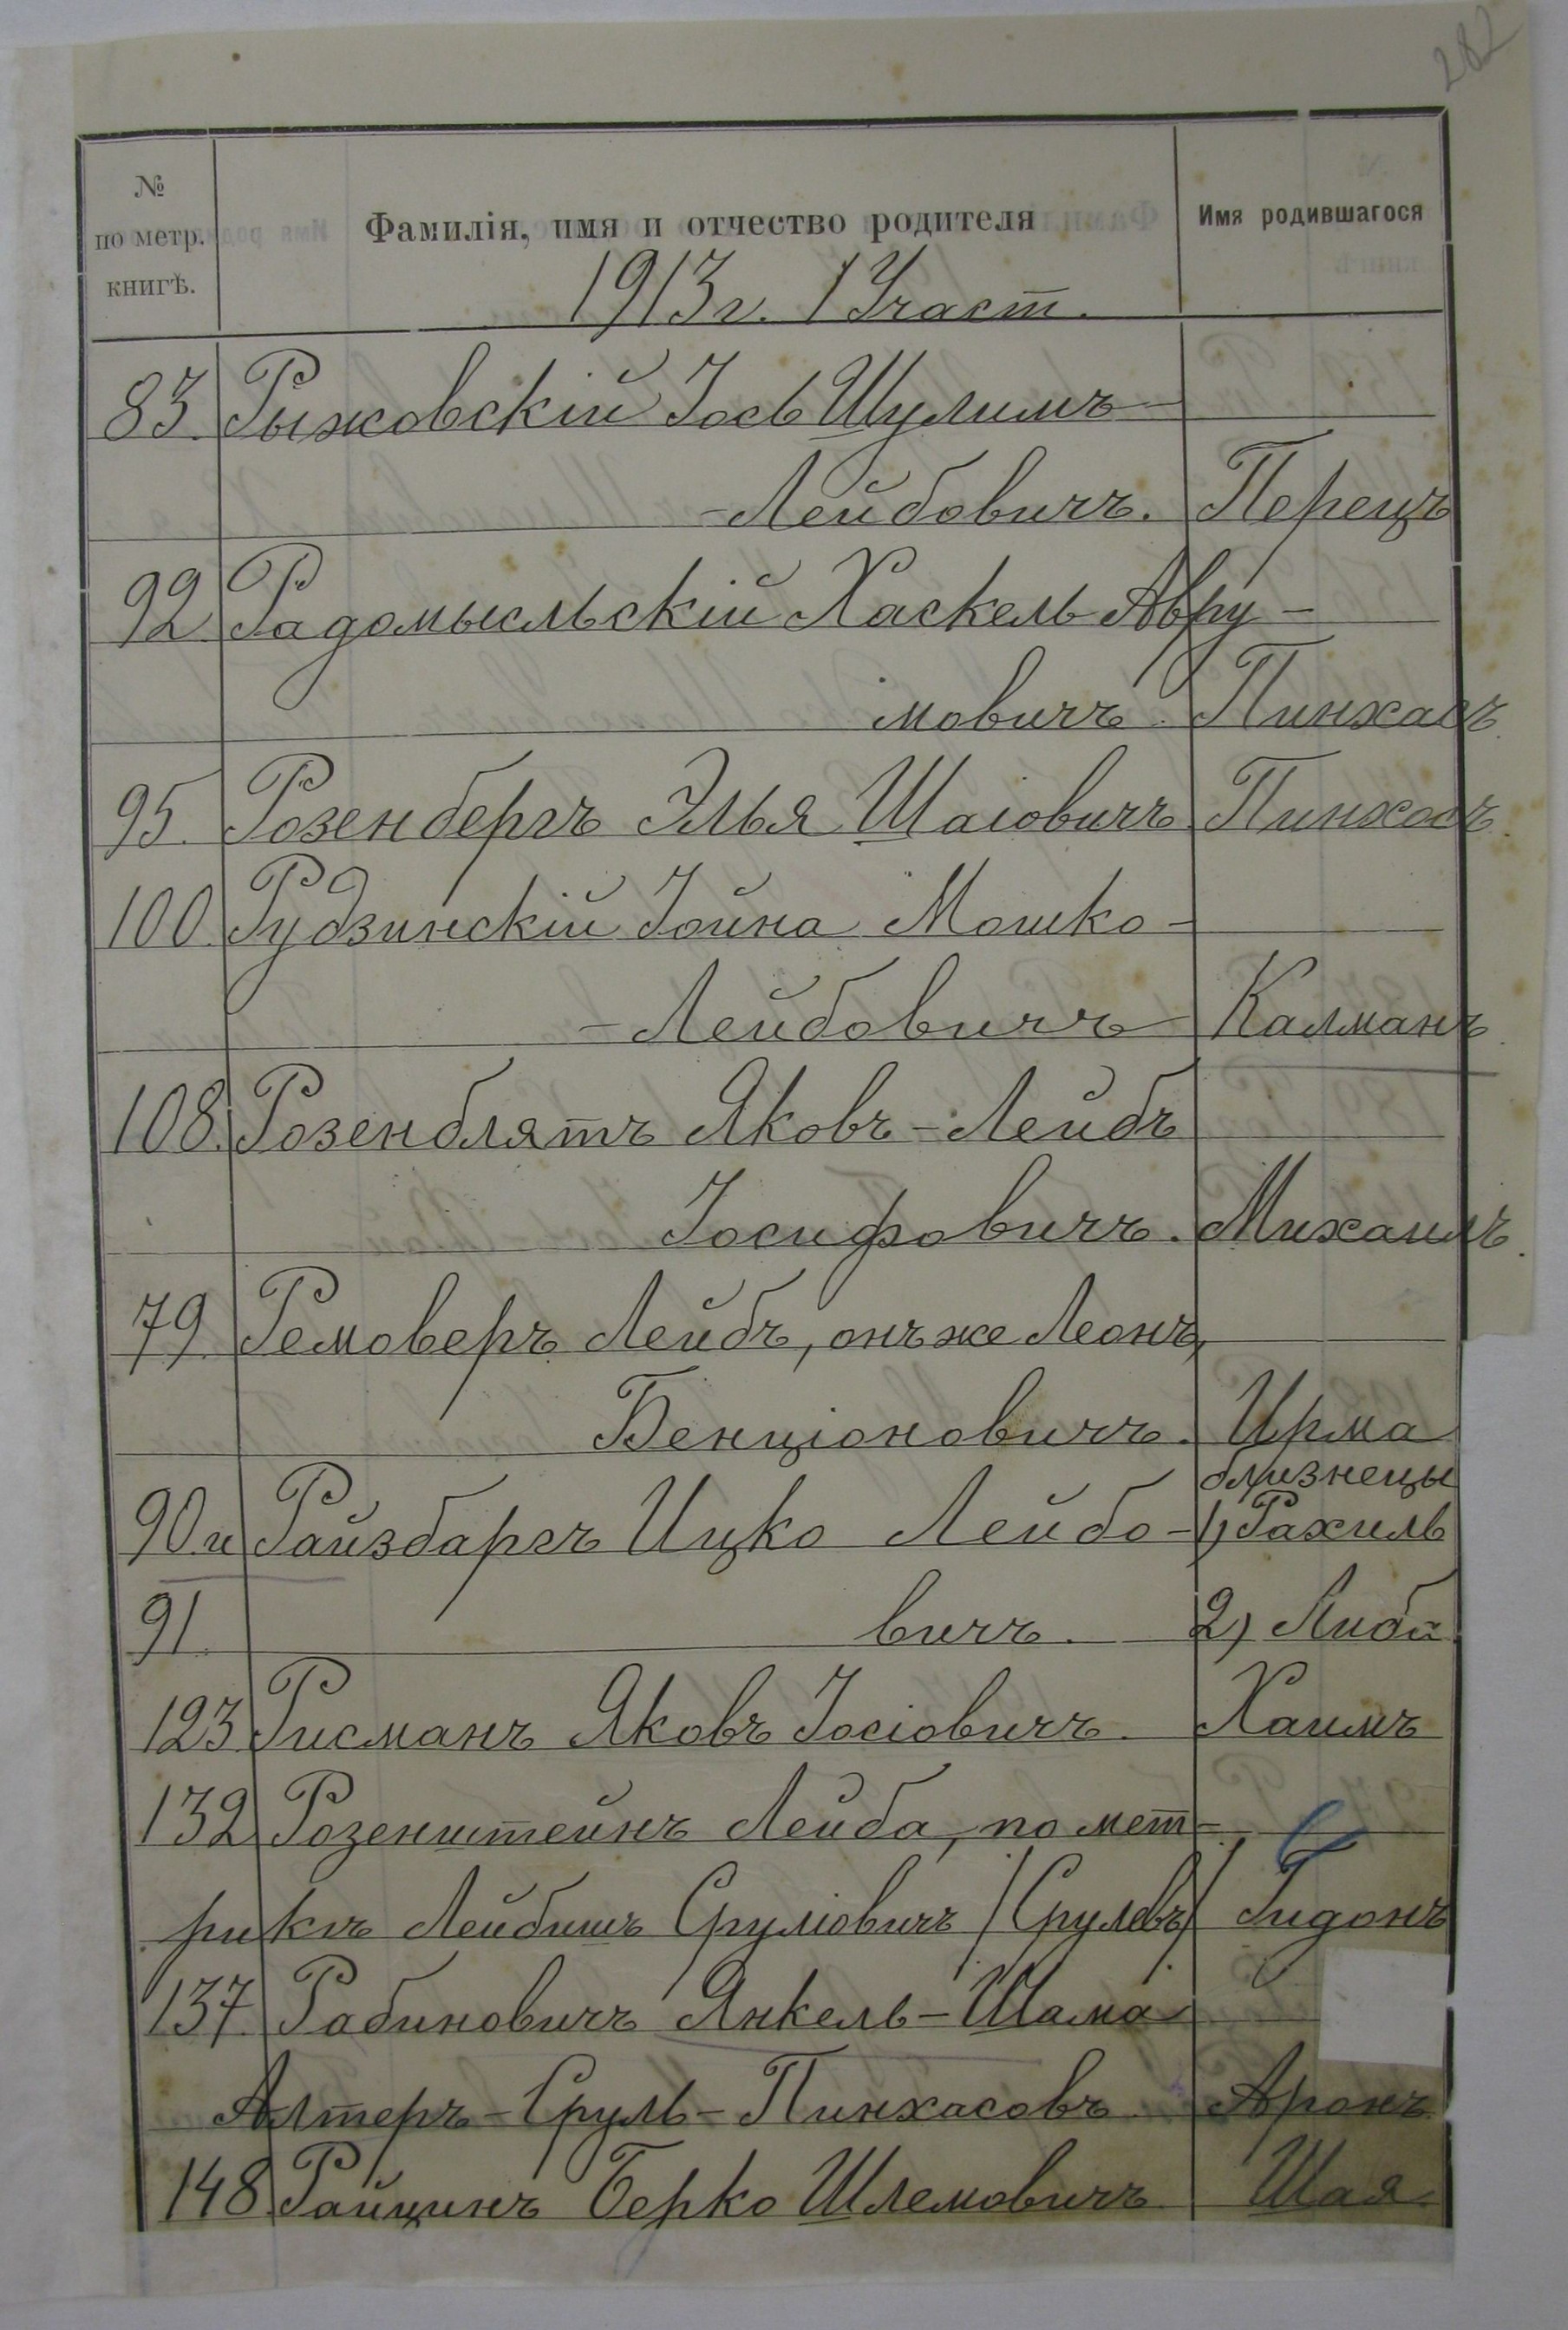 282
№ по метр. книгѣ. Фамилія, имя и отчество родителя Имя родившагося
1913 г. 1 Участ.
83. Рыжовскій Іось Шулимъ-
-Лейбовичъ. Перецъ
92. Радомысльскій Хаскель Авру-
мовичъ. Пинхасъ.
95. Розенбергъ Элья Шаіовичъ. Пинхосъ.
100. Рудзинскій Іойна Мошко-
-Лейбовичъ Калманъ.
108. Розенблятъ Яковъ-Лейбъ
Іосифовичъ. Михаилъ.
79. Ремоверъ Лейбъ, онъ же Леонъ,
Бенціоновичъ. Ирма
близнецы
90 и Райзбаргъ Ицко Лейбо- 1) Рахиль
91. вичъ. 2) Либа
123. Рисманъ Яковъ Іосіовичъ. Хаимъ
132. Розенштейнъ Лейба, по мет-
рикѣ Лейбишъ Сруліовичъ /Срулевъ/ Гидонъ
137. Рабиновичъ Янкель-Шама
Алтеръ-Сруль-Пинхасовъ Аронъ.
148. Райцинъ Берко Шлемовичъ Шая.